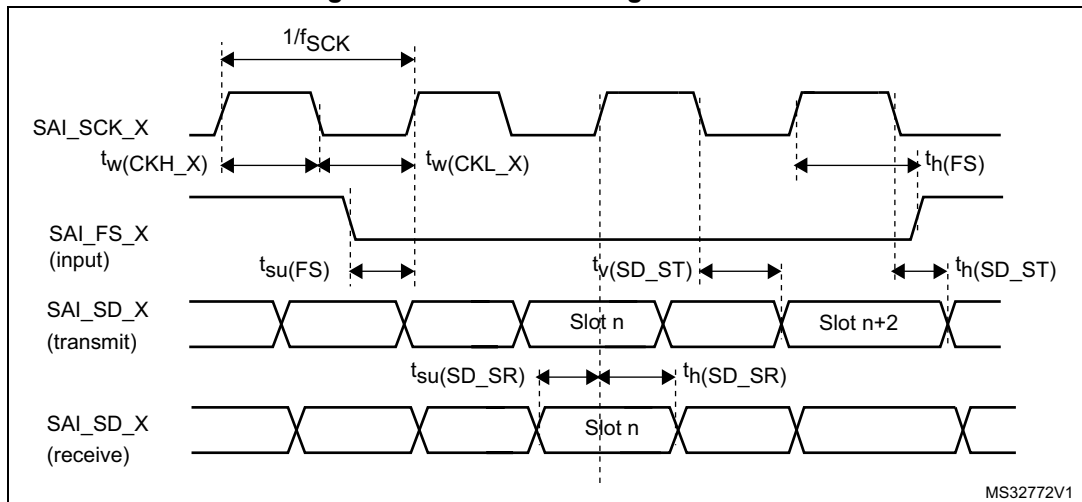 1/fSCK
SAI_SCK_X
tw(CKH_X)
tw(CKL_X)
th(FS)
SAI_FS_X
(input)
tsu(FS)
tv(SD_ST)
th(SD_ST)
SAI_SD_X
(transmit)
Slot n
Slot n+2
tsu(SD_SR)
th(SD_SR)
SAI_SD_X
(receive)
Slot n
MS32772V1